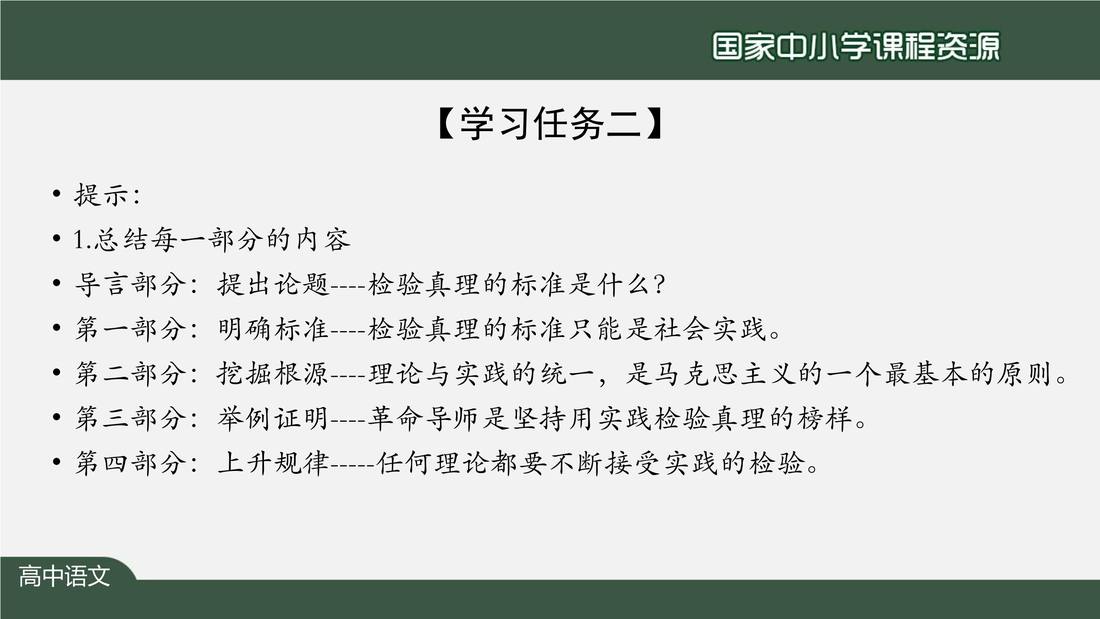 国家中小学课程资源
【学习任务二】
• 提示：
• 1.总结每一部分的内容
• 导言部分：提出论题----检验真理的标准是什么？
• 第一部分：明确标准----检验真理的标准只能是社会实践。
• 第二部分：挖掘根源----理论与实践的统一，是马克思主义的一个最基本的原则。
• 第三部分：举例证明----革命导师是坚持用实践检验真理的榜样。
• 第四部分：上升规律-----任何理论都要不断接受实践的检验。
高中语文